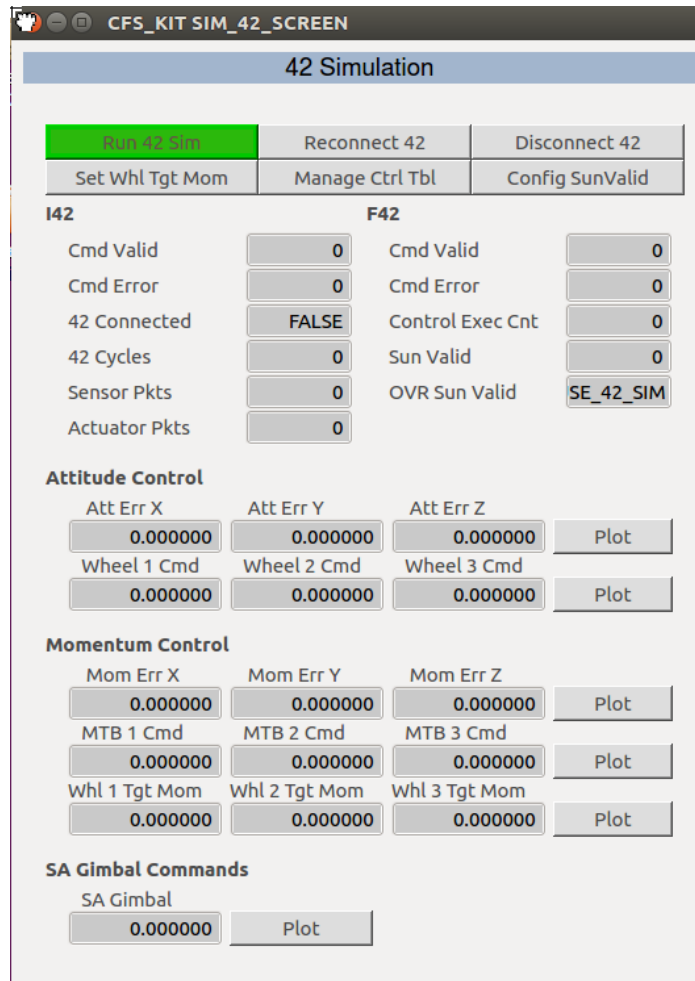 CFS_KIT SIM_42_SCREEN
42 Simulation
Run 42 Sim Reconnect 42 Disconnect 42
Set Whl Tgt Mom Manage Ctrl Tbl Config SunValid
I42 F42
Cmd Valid 0 Cmd Valid 0
Cmd Error 0 Cmd Error 0
42 Connected FALSE Control Exec Cnt 0
42 Cycles 0 Sun Valid 0
Sensor Pkts 0 OVR Sun Valid SE_42_SIM
Actuator Pkts 0
Attitude Control
Att Err X Att Err Y Att Err Z
0.000000 0.000000 0.000000 Plot
Wheel 1 Cmd Wheel 2 Cmd Wheel 3 Cmd
0.000000 0.000000 0.000000 Plot
Momentum Control
Mom Err X Mom Err Y Mom Err Z
0.000000 0.000000 0.000000 Plot
MTB 1 Cmd MTB 2 Cmd MTB 3 Cmd
0.000000 0.000000 0.000000 Plot
Whl 1 Tgt Mom Whl 2 Tgt Mom Whl 3 Tgt Mom
0.000000 0.000000 0.000000 Plot
SA Gimbal Commands
SA Gimbal
0.000000 Plot